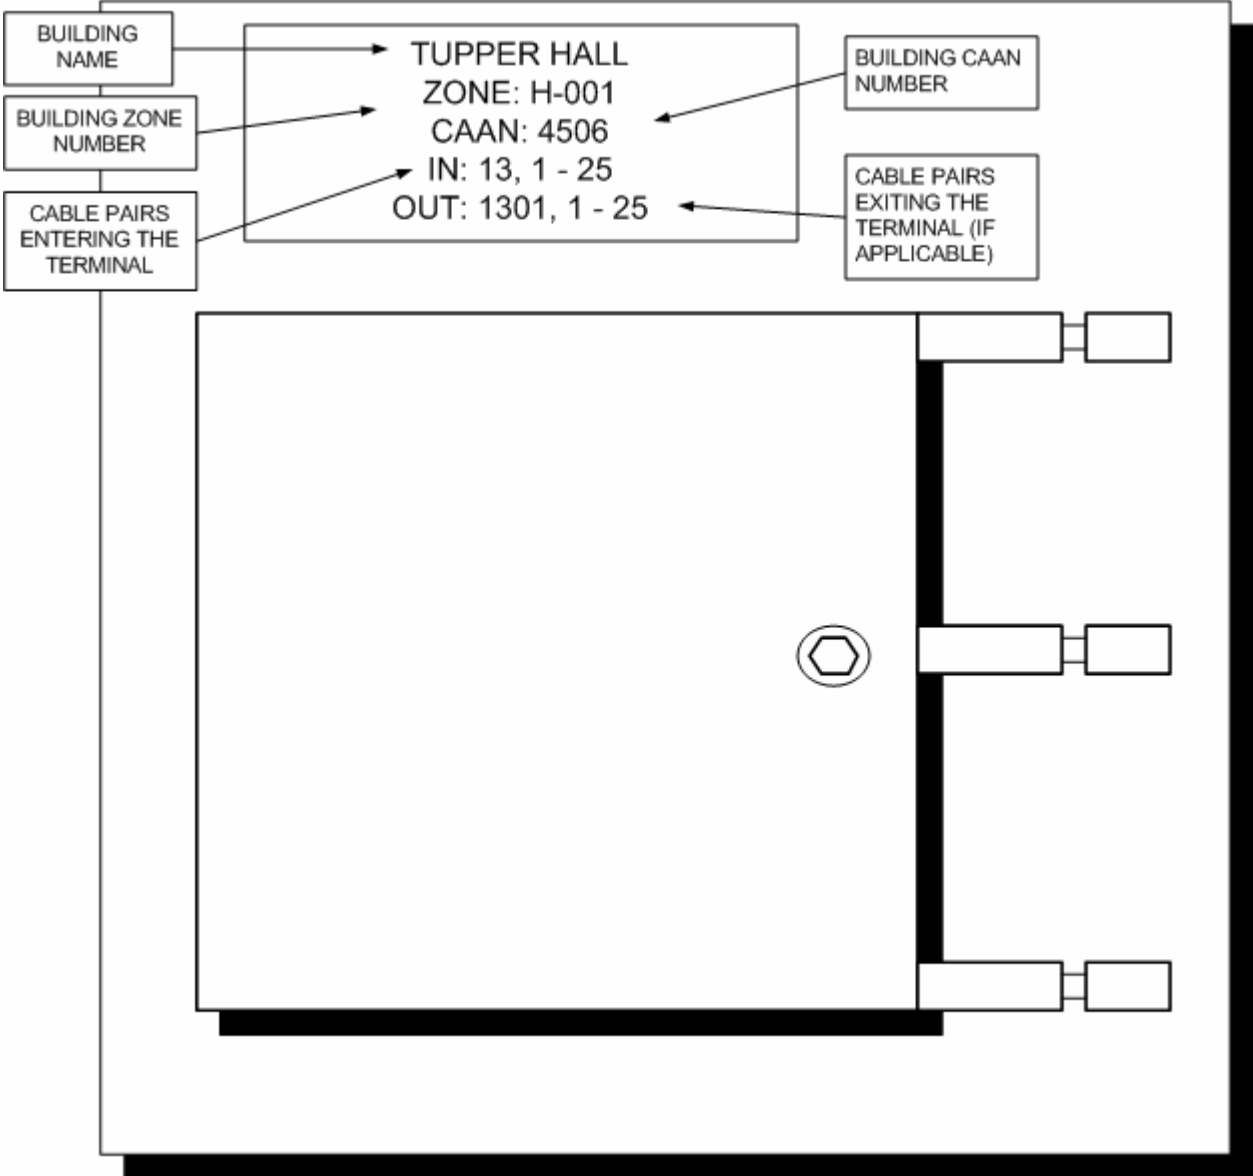 BUILDING
NAME
BUILDING ZONE
NUMBER
CABLE PAIRS
ENTERING THE
TERMINAL
TUPPER HALL
ZONE: H-001
CAAN: 4506
IN: 13, 1 - 25
OUT: 1301, 1 - 25
BUILDING CAAN
NUMBER
CABLE PAIRS
EXITING THE
TERMINAL (IF
APPLICABLE)